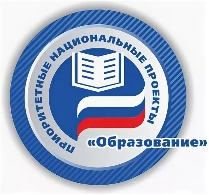 ПРИОРИТЕТНЫЕ НАЦИОНАЛЬНЫЕ ПРОЕКТЫ
«Образование»